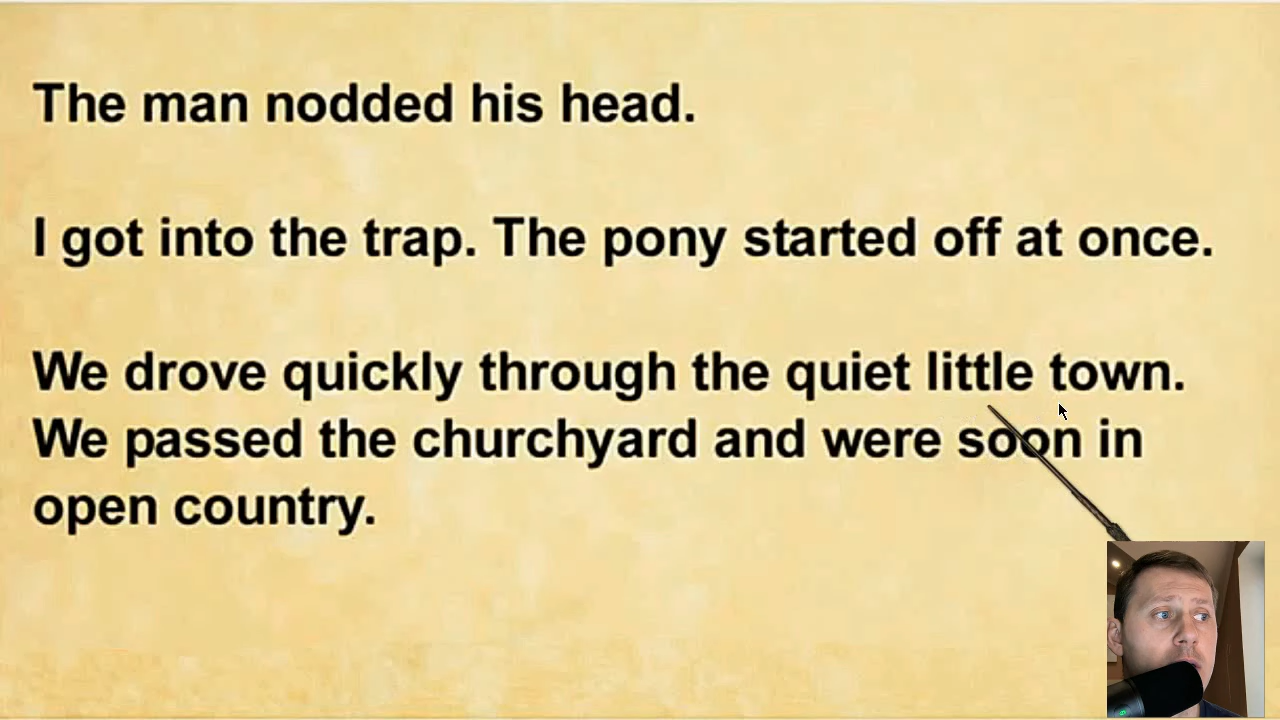 The man nodded his head.
I got into the trap. The pony started off at once.
We drove quickly through the quiet little town.
We passed the churchyard and were soon in
open country.